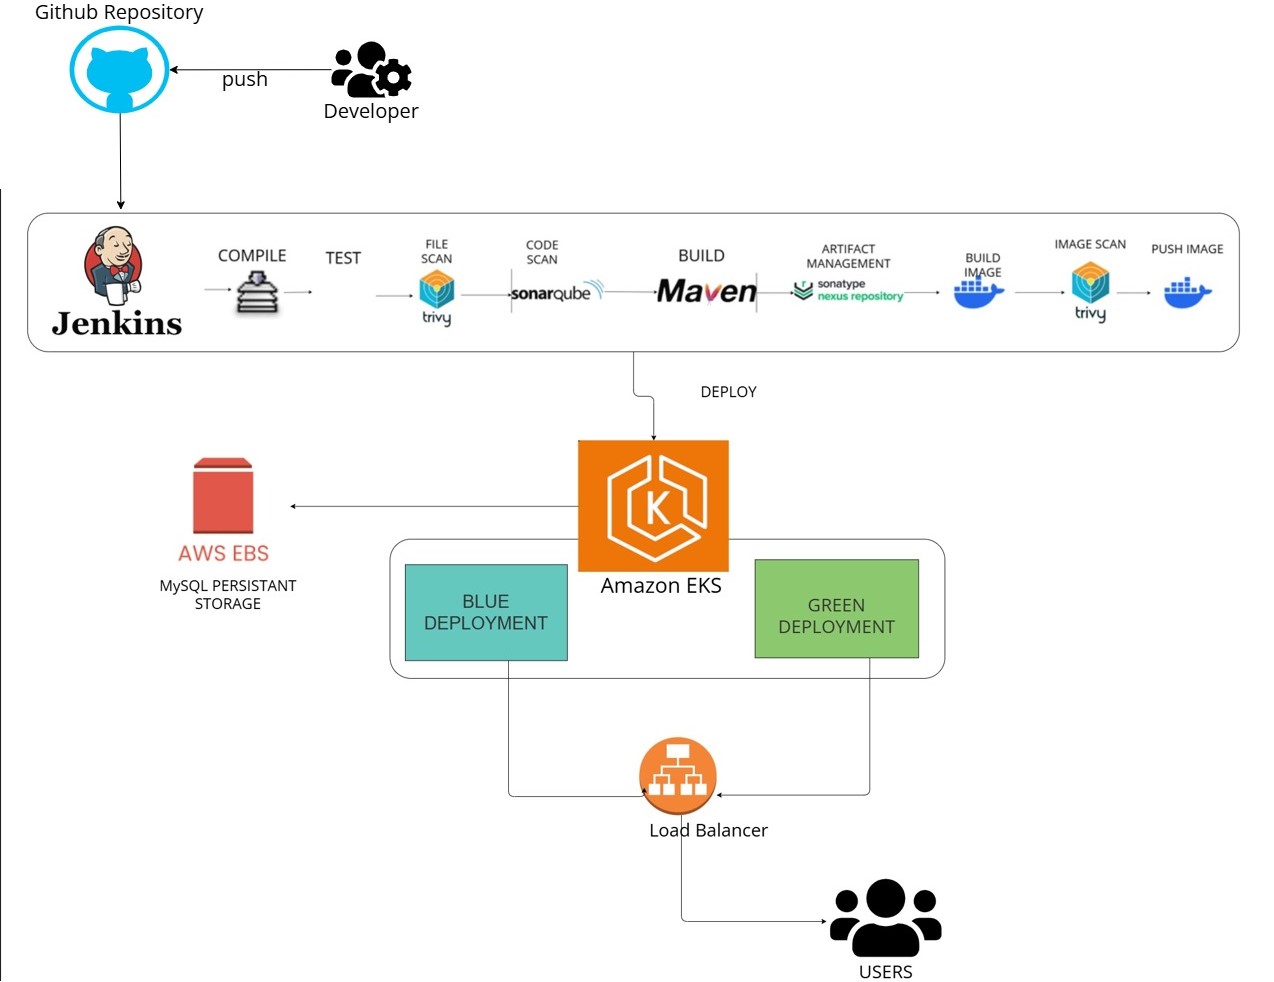 Github Repository
push
Developer
Jenkins
COMPILE
TEST
FILE
SCAN
trivy
CODE
SCAN
sonarqube
BUILD
Maven
ARTIFACT
MANAGEMENT
sonatype
nexus repository
BUILD
IMAGE
IMAGE SCAN
trivy
PUSH IMAGE
DEPLOY
K
Amazon EKS
AWS EBS
MySQL PERSISTANT
STORAGE
BLUE
DEPLOYMENT
GREEN
DEPLOYMENT
Load Balancer
USERS